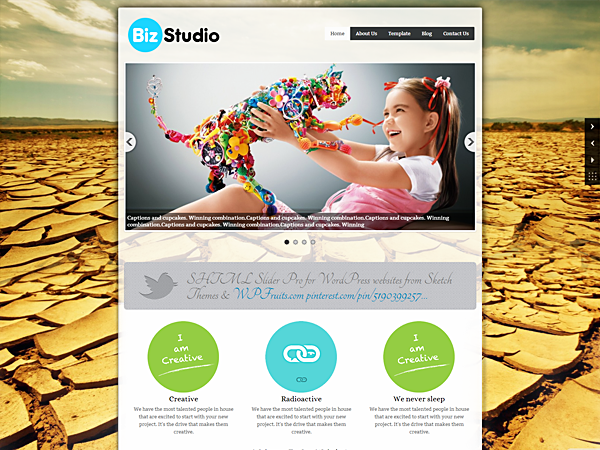 Biz Studio
Home About Us Template Blog Contact Us
Captions and cupcakes. Winning combination.Captions and cupcakes. Winning combination.Captions and cupcakes. Winning
combination.Captions and cupcakes. Winning combination.Captions and cupcakes. Winning
SHTML Slider Pro for WordPress websites from Sketch
Themes & WPFruits.com pinterest.com/pin/5190399257...
I
am
Creative
I
am
Creative
Creative
We have the most talented people in house
that are excited to start with your new
project. It's the drive that makes them
creative.
Radioactive
We have the most talented people in house
that are excited to start with your new
project. It's the drive that makes them
creative.
We never sleep
We have the most talented people in house
that are excited to start with your new
project. It's the drive that makes them
creative.